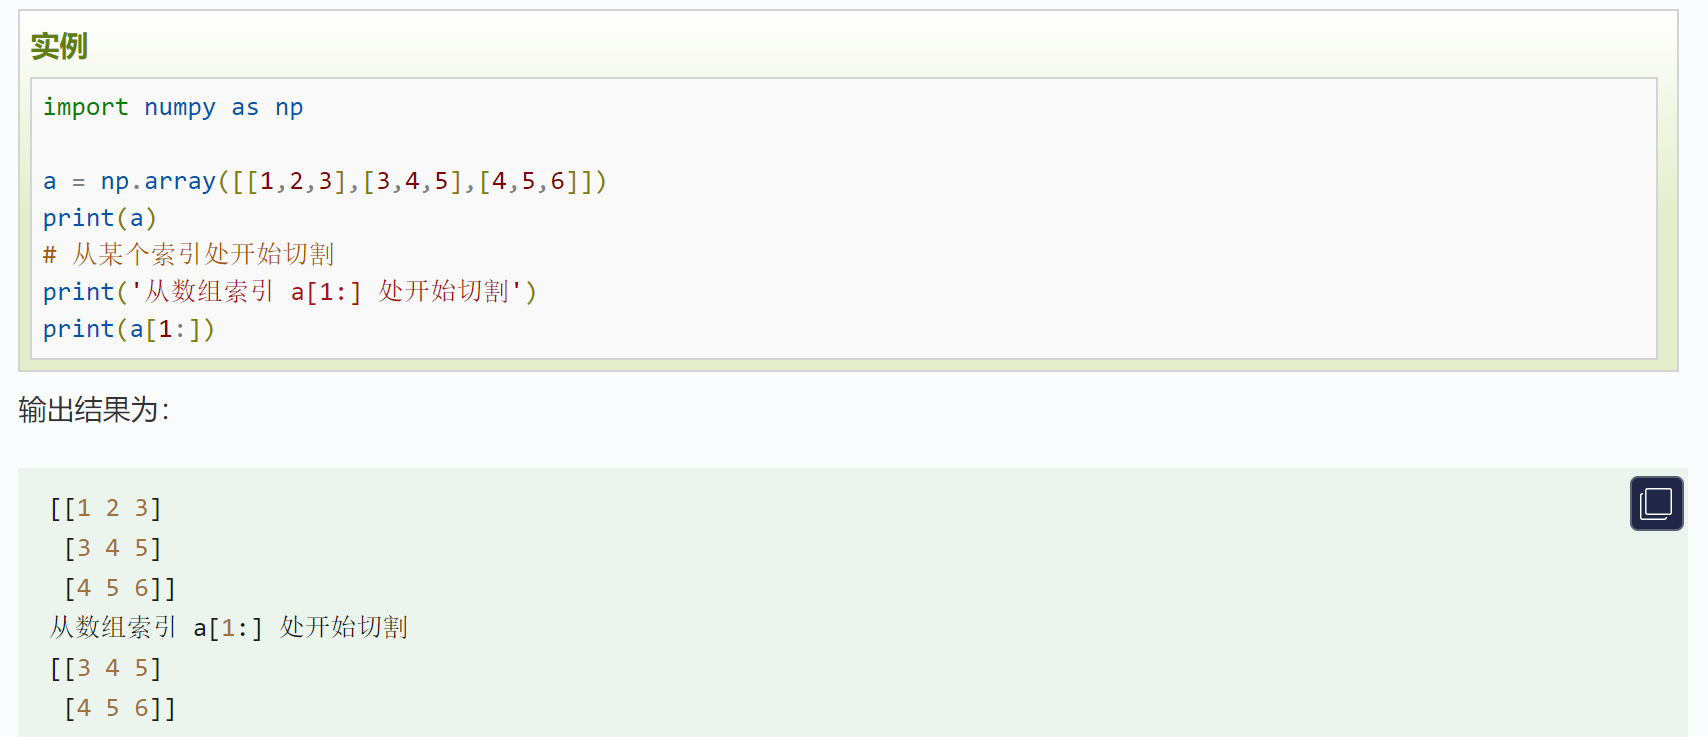 实例
import numpy as np
a = np.array([[1,2,3],[3,4,5],[4,5,6]])
print(a)
# 从某个索引处开始切割
print('从数组索引 a[1:] 处开始切割')
print(a[1:])
输出结果为：
[[1 2 3]
 [3 4 5]
 [4 5 6]]
从数组索引 a[1:] 处开始切割
[[3 4 5]
 [4 5 6]]